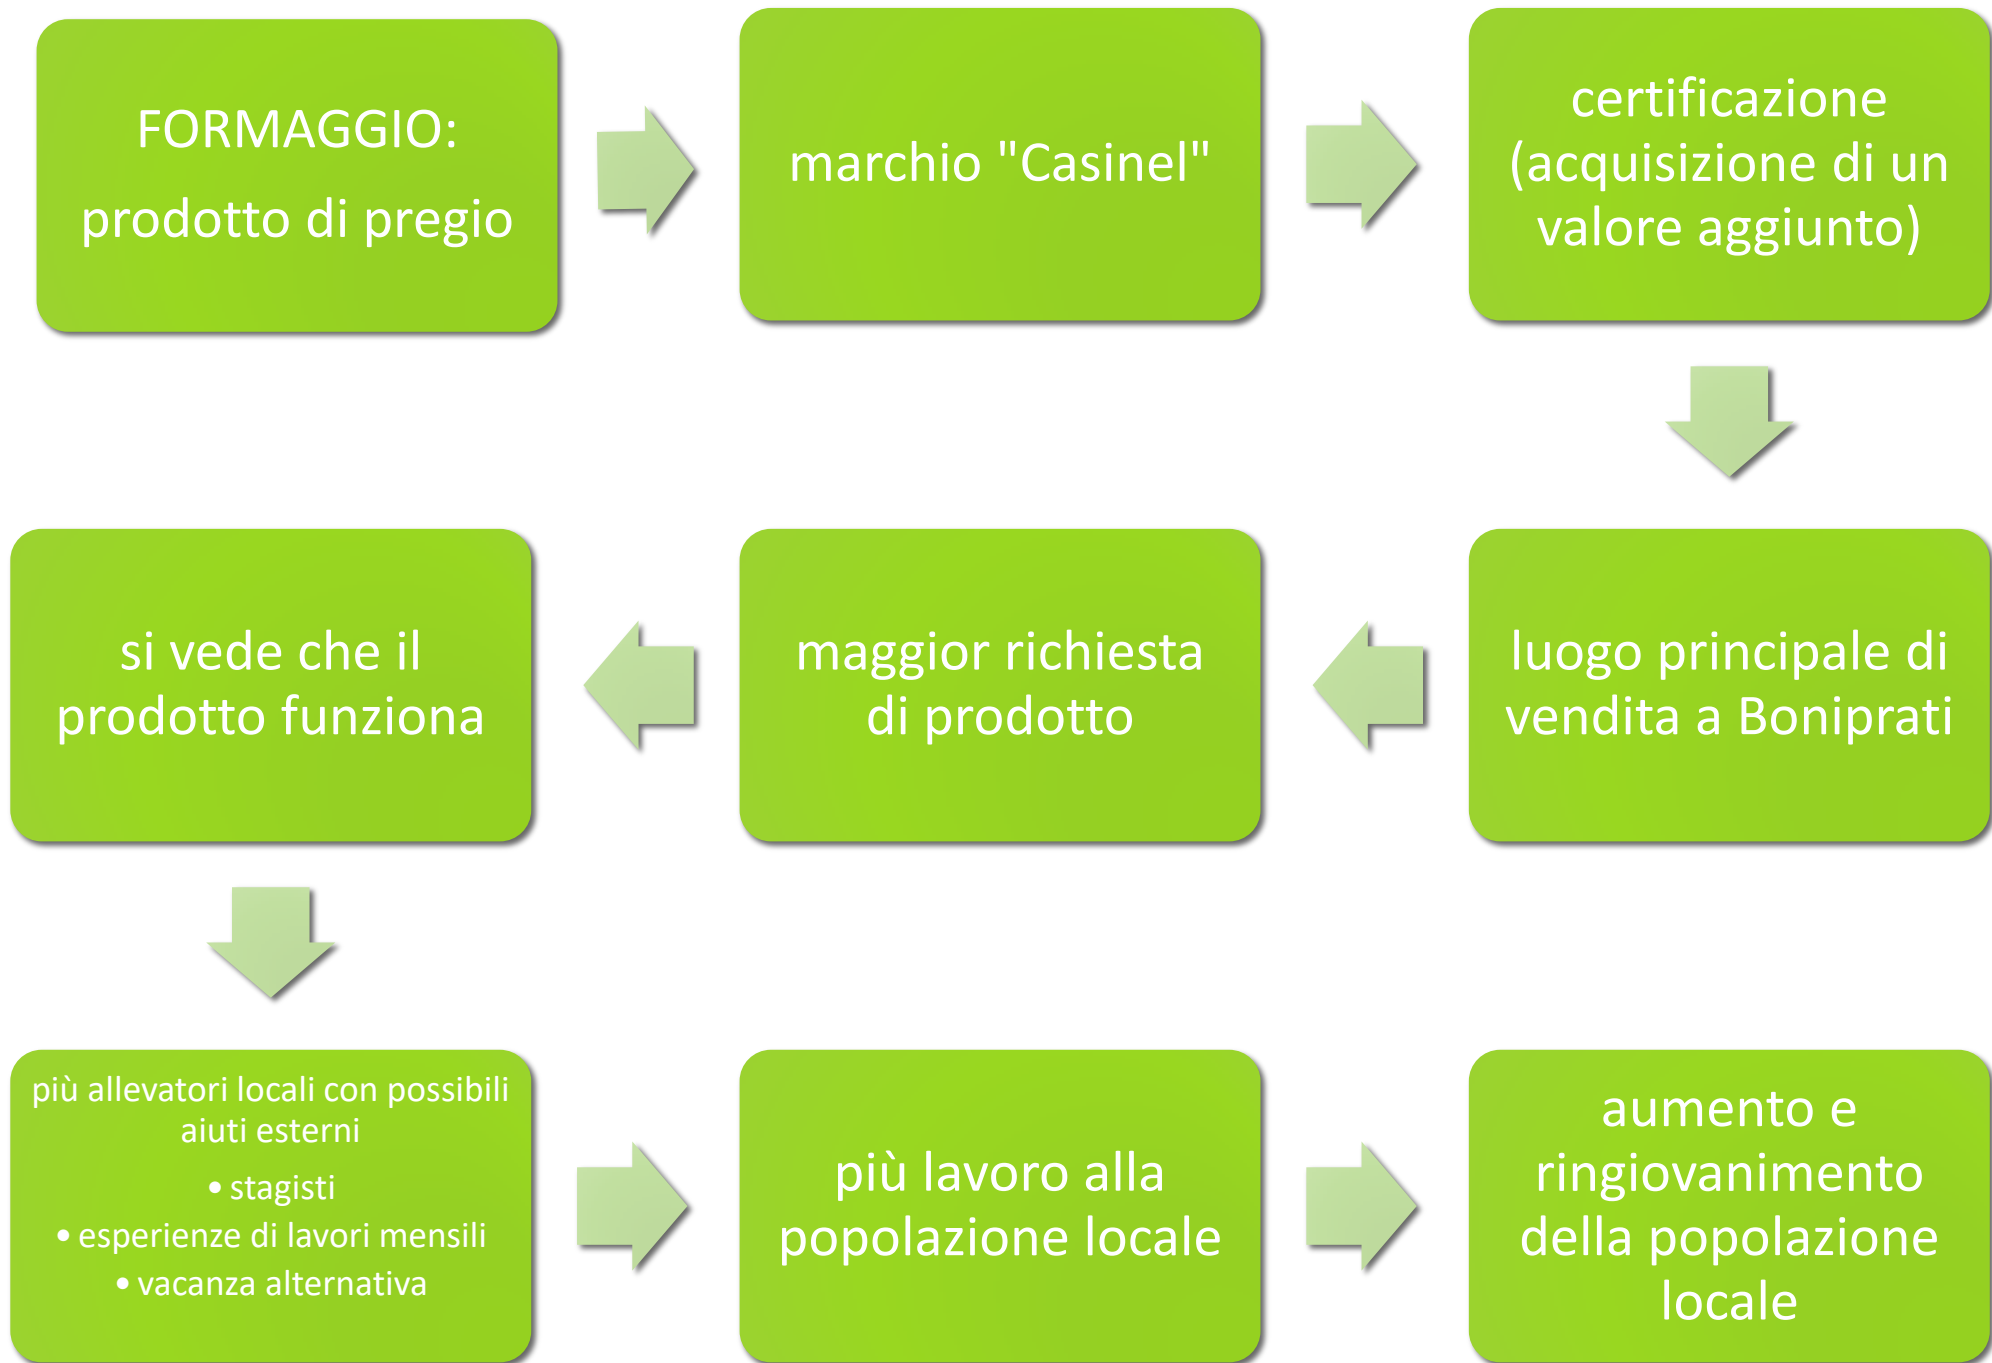 FORMAGGIO:
prodotto di pregio
marchio "Casinel"
certificazione
(acquisizione di un
valore aggiunto)
luogo principale di
vendita a Boniprati
maggior richiesta
di prodotto
si vede che il
prodotto funziona
più allevatori locali con possibili
aiuti esterni
• stagisti
• esperienze di lavori mensili
• vacanza alternativa
più lavoro alla
popolazione locale
aumento e
ringiovanimento
della popolazione
locale